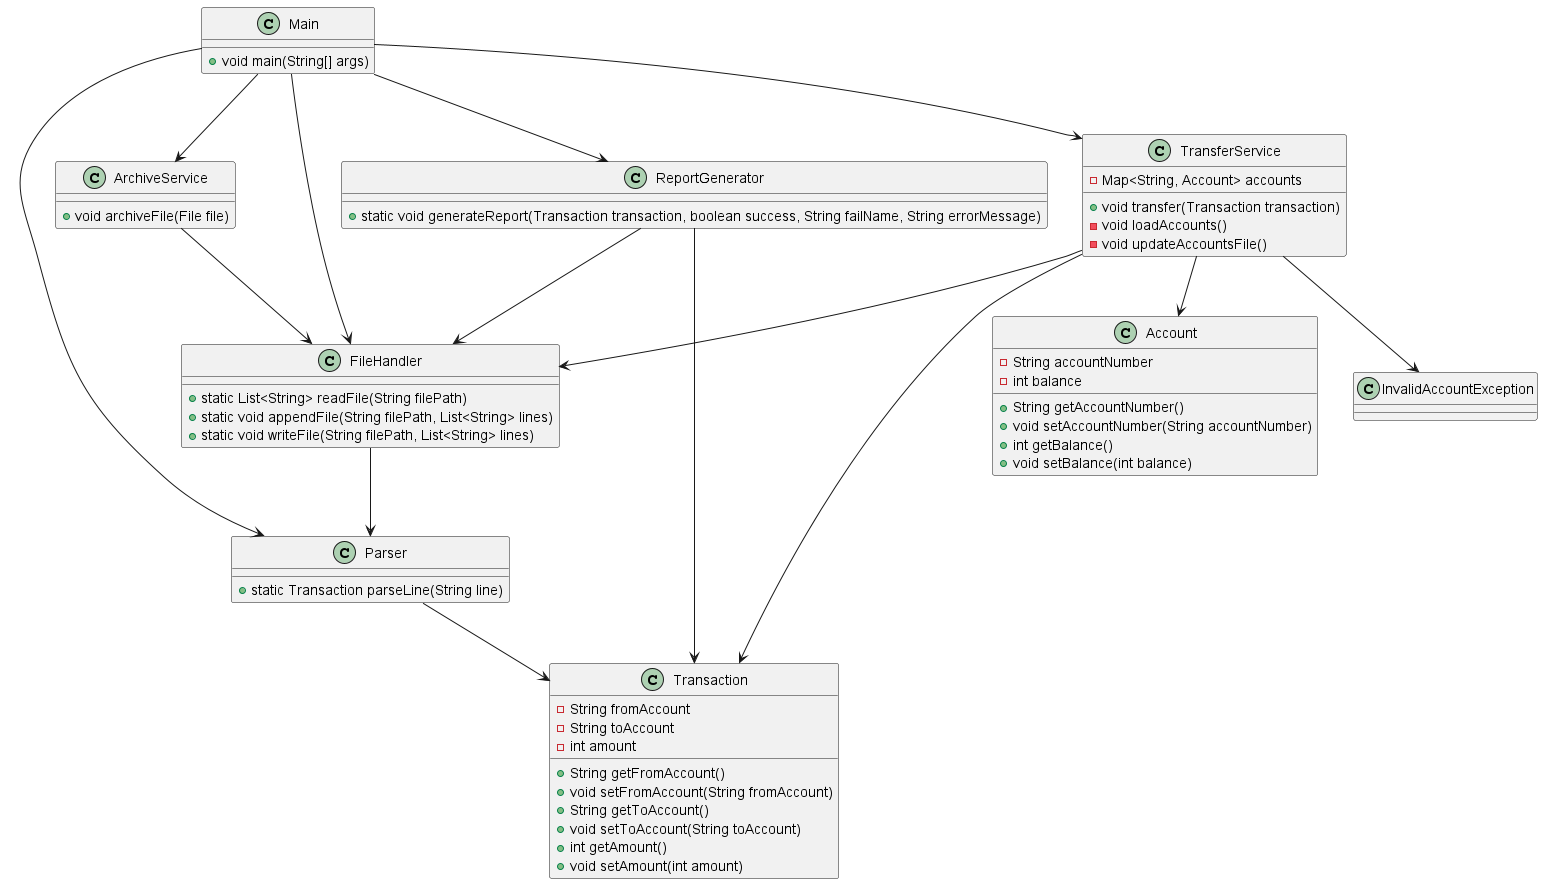 C Main
void main(String[] args)
C TransferService
Map<String, Account> accounts
void transfer(Transaction transaction)
void loadAccounts()
void updateAccountsFile()
C ArchiveService
void archiveFile(File file)
C ReportGenerator
static void generateReport(Transaction transaction, boolean success, String failName, String errorMessage)
C FileHandler
static List<String> readFile(String filePath)
static void appendFile(String filePath, List<String> lines)
static void writeFile(String filePath, List<String> lines)
C Account
String accountNumber
int balance
String getAccountNumber()
void setAccountNumber(String accountNumber)
int getBalance()
void setBalance(int balance)
C InvalidAccountException
C Parser
static Transaction parseLine(String line)
C Transaction
String fromAccount
String toAccount
int amount
String getFromAccount()
void setFromAccount(String fromAccount)
String getToAccount()
void setToAccount(String toAccount)
int getAmount()
void setAmount(int amount)